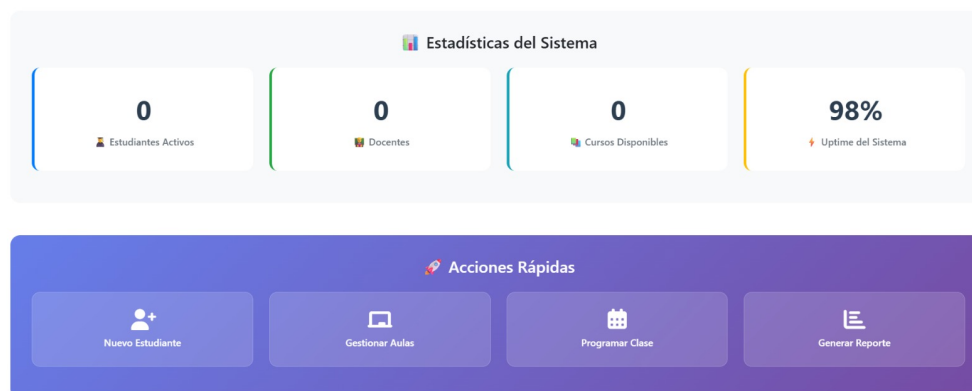 Estadísticas del Sistema
0
Estudiantes Activos
0
Docentes
0
Cursos Disponibles
98%
Uptime del Sistema
Acciones Rápidas
Nuevo Estudiante
Gestionar Aulas
Programar Clase
Generar Reporte